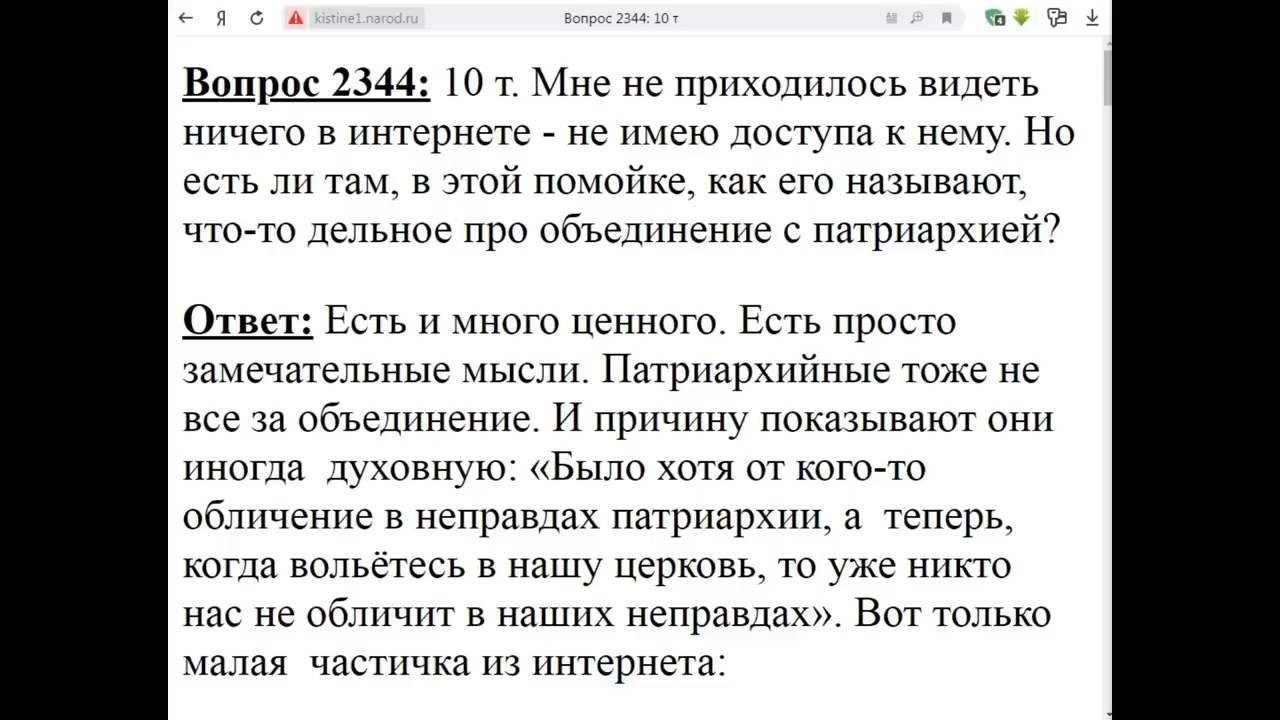 kistine1.narod.ru
Вопрос 2344: 10 т
Вопрос 2344: 10 т. Мне не приходилось видеть
ничего в интернете - не имею доступа к нему. Но
есть ли там, в этой помойке, как его называют,
что-то дельное про объединение с патриархией?
Ответ: Есть и много ценного. Есть просто
замечательные мысли. Патриархийные тоже не
все за объединение. И причину показывают они
иногда духовную: «Было хотя от кого-то
обличение в неправдах патриархии, а теперь,
когда вольётесь в нашу церковь, то уже никто
нас не обличит в наших неправдах». Вот только
малая частичка из интернета: